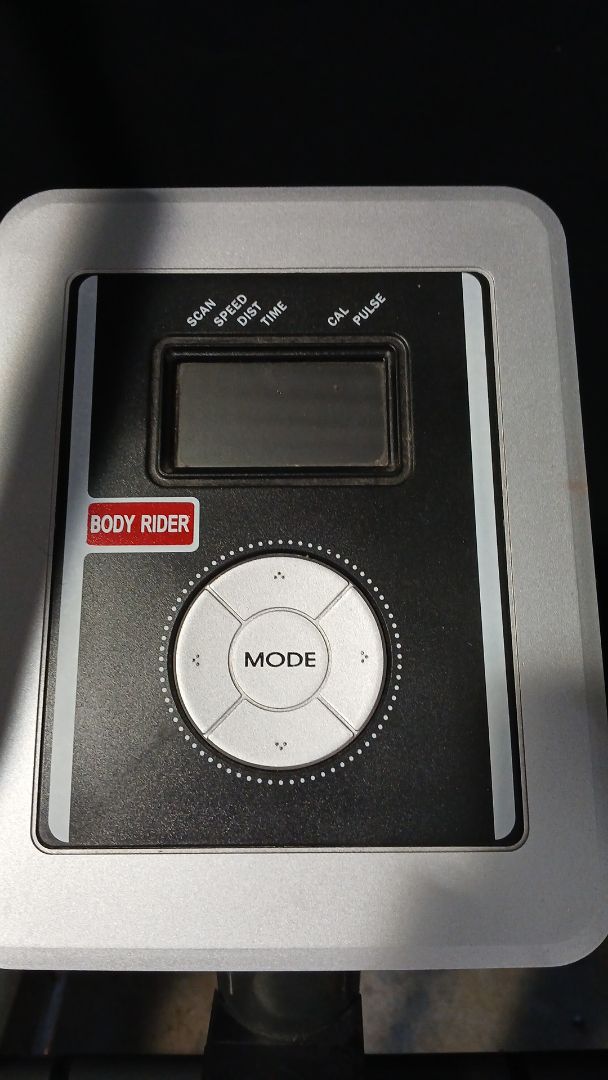 SCAN
SPEED
DIST
TIME
CAL
PULSE
BODY RIDER
MODE